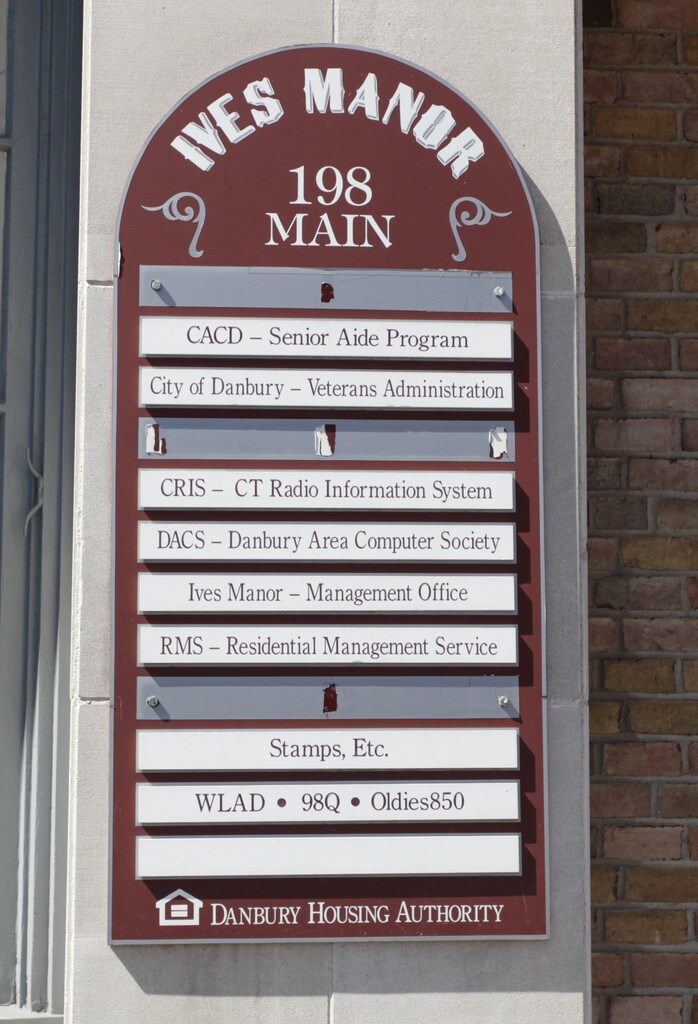 IVES MANOR
198
MAIN
CACD – Senior Aide Program
City of Danbury – Veterans Administration
CRIS – CT Radio Information System
DACS – Danbury Area Computer Society
Ives Manor – Management Office
RMS – Residential Management Service
Stamps, Etc.
WLAD • 98Q • Oldies850
DANBURY HOUSING AUTHORITY